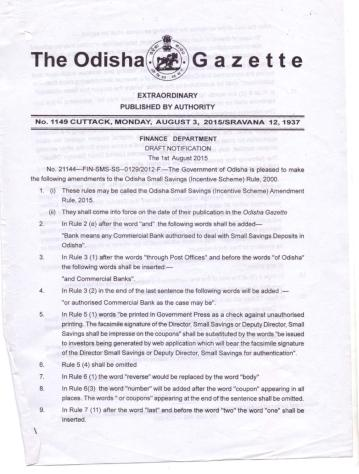 The Odisha Gazette
EXTRAORDINARY
PUBLISHED BY AUTHORITY
No. 1149 CUTTACK, MONDAY, AUGUST 3, 2015/SRAVANA 12, 1937
FINANCE DEPARTMENT
DRAFT NOTIFICATION
The 1st August 2015
No. 21144—FIN-SMS-SS--0129/2012-F.—The Government of Odisha is pleased to make
the following amendments to the Odisha Small Savings (Incentive Scheme) Rule, 2000.
1. (i) These rules may be called the Odisha Small Savings (Incentive Scheme) Amendment
Rule, 2015.
(ii) They shall come into force on the date of their publication in the Odisha Gazette
2. In Rule 2 (e) after the word "and" the following words shall be added—
"Bank means any Commercial Bank authorised to deal with Small Savings Deposits in
Odisha".
3. In Rule 3 (1) after the words "through Post Offices" and before the words "of Odisha"
the following words shall be inserted:—
"and Commercial Banks".
4. In Rule 3 (2) in the end of the last sentence the following words will be added :—
"or authorised Commercial Bank as the case may be".
5. In Rule 5 (1) words "be printed in Government Press as a check against unauthorised
printing. The facsimile signature of the Director, Small Savings or Deputy Director, Small
Savings shall be impresse on the coupons" shall be substituted by the words "be issued
to investors being generated by web application which will bear the facsimile signature
of the Director Small Savings or Deputy Director, Small Savings for authentication".
6. Rule 5 (4) shall be omitted
7. In Rule 6 (1) the word "reverse" would be replaced by the word "body"
8. In Rule 6(3) the word "number" will be added after the word "coupon" appearing in all
places. The words " or coupons" appearing at the end of the sentence shall be omitted.
9. In Rule 7 (11) after the word "last" and before the word "two" the word "one" shall be
inserted.